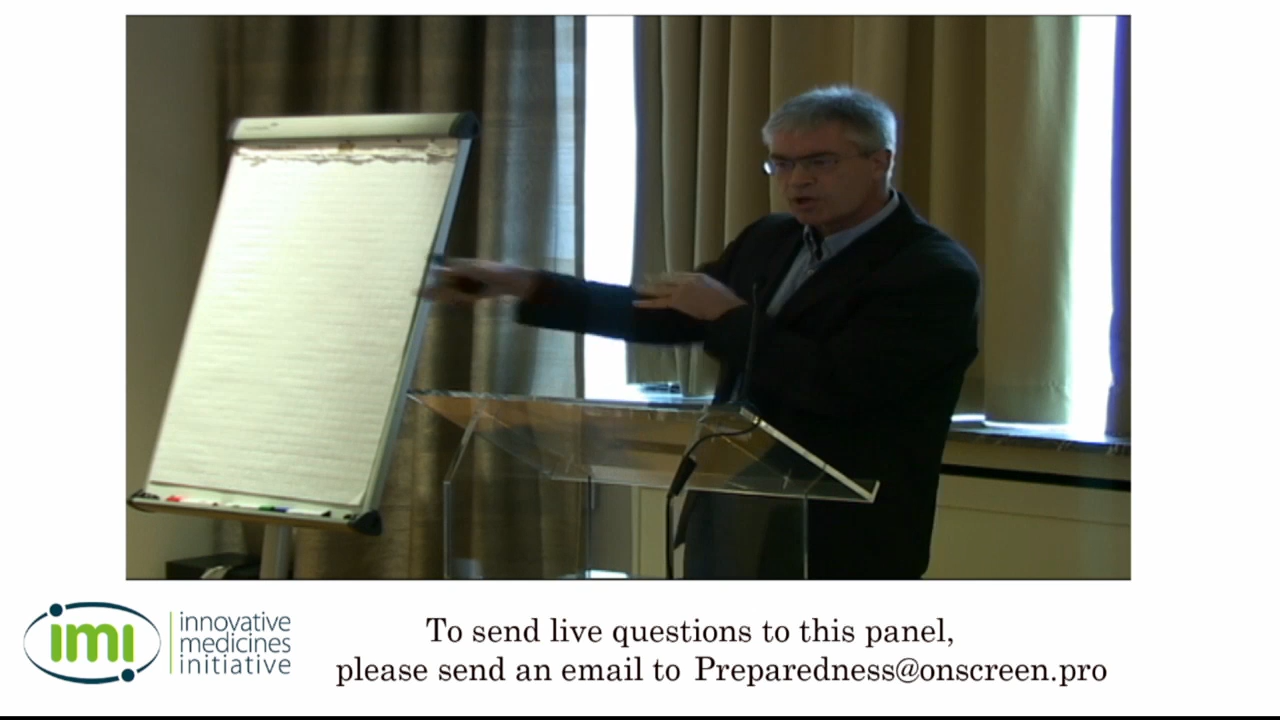 imi
innovative
medicines
initiative
To send live questions to this panel,
please send an email to Preparedness@onscreen.pro